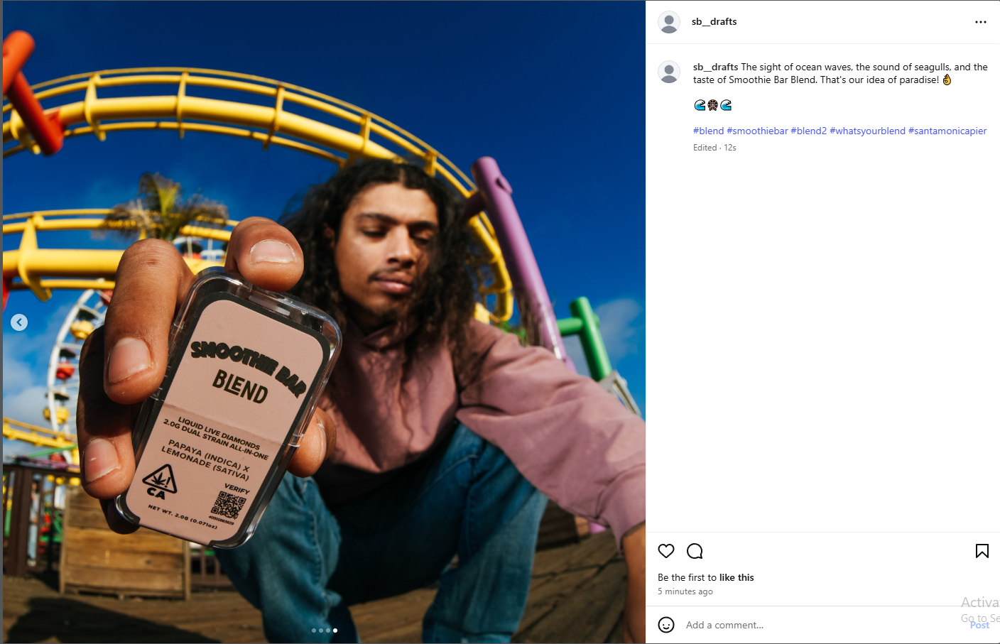 sb__drafts
sb__drafts The sight of ocean waves, the sound of seagulls, and the
taste of Smoothie Bar Blend. That's our idea of paradise! 👌
🌊🎡🌊
#blend #smoothiebar #blend2 #whatsyourblend #santamonicapier
Edited · 12s
SMOOTHIE BAR
BLEND
LIQUID LIVE DIAMONDS
2.0G DUAL STRAIN ALL-IN-ONE
PAPAYA (INDICA) X
LEMONADE (SATIVA)
CA
VERIFY
NET WT. 2.0G (0.071oz)
Be the first to like this
5 minutes ago
Add a comment...
Post
Activa
Go to Se